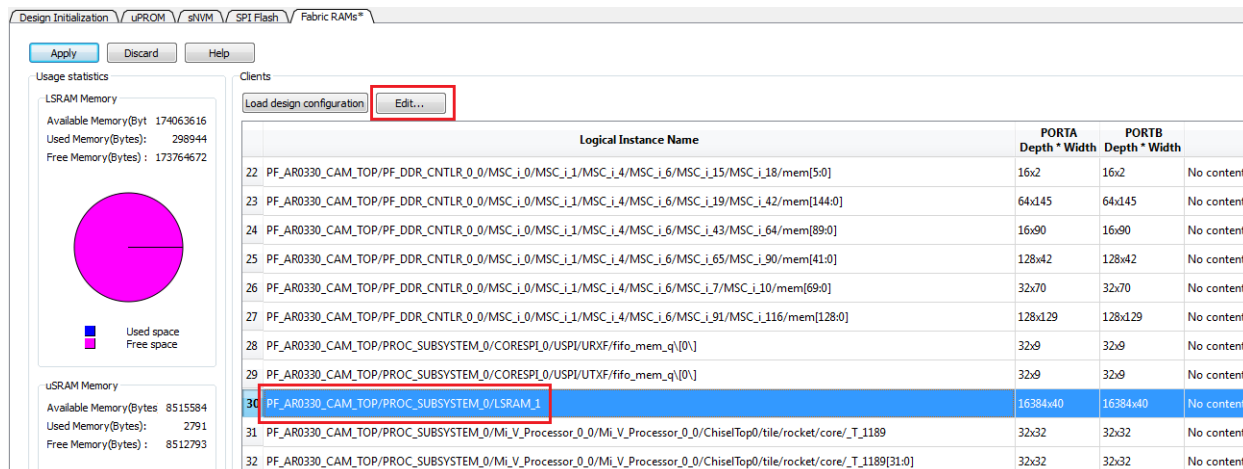 Design Initialization uPROM sNVM SPI Flash Fabric RAMs*
Apply Discard Help
Usage statistics
LSRAM Memory
Available Memory(Byt 174063616
Used Memory(Bytes): 298944
Free Memory(Bytes) : 173764672
Used space
Free space
uSRAM Memory
Available Memory(Bytes 8515584
Used Memory(Bytes): 2791
Free Memory(Bytes) : 8512793
Clients
Load design configuration Edit...
Logical Instance Name PORTA Depth * Width PORTB Depth * Width
22 PF_AR0330_CAM_TOP/PF_DDR_CNTLR_0_0/MSC_i_0/MSC_i_1/MSC_i_4/MSC_i_6/MSC_i_15/MSC_i_18/mem[5:0] 16x2 16x2 No content
23 PF_AR0330_CAM_TOP/PF_DDR_CNTLR_0_0/MSC_i_0/MSC_i_1/MSC_i_4/MSC_i_6/MSC_i_19/MSC_i_42/mem[144:0] 64x145 64x145 No content
24 PF_AR0330_CAM_TOP/PF_DDR_CNTLR_0_0/MSC_i_0/MSC_i_1/MSC_i_4/MSC_i_6/MSC_i_43/MSC_i_64/mem[89:0] 16x90 16x90 No content
25 PF_AR0330_CAM_TOP/PF_DDR_CNTLR_0_0/MSC_i_0/MSC_i_1/MSC_i_4/MSC_i_6/MSC_i_65/MSC_i_90/mem[41:0] 128x42 128x42 No content
26 PF_AR0330_CAM_TOP/PF_DDR_CNTLR_0_0/MSC_i_0/MSC_i_1/MSC_i_4/MSC_i_6/MSC_i_7/MSC_i_10/mem[69:0] 32x70 32x70 No content
27 PF_AR0330_CAM_TOP/PF_DDR_CNTLR_0_0/MSC_i_0/MSC_i_1/MSC_i_4/MSC_i_6/MSC_i_91/MSC_i_116/mem[128:0] 128x129 128x129 No content
28 PF_AR0330_CAM_TOP/PROC_SUBSYSTEM_0/CORESPI_0/USPI/URXF/fifo_mem_q\[0\] 32x9 32x9 No content
29 PF_AR0330_CAM_TOP/PROC_SUBSYSTEM_0/CORESPI_0/USPI/UTXF/fifo_mem_q\[0\] 32x9 32x9 No content
30 PF_AR0330_CAM_TOP/PROC_SUBSYSTEM_0/LSRAM_1 16384x40 16384x40 No content
31 PF_AR0330_CAM_TOP/PROC_SUBSYSTEM_0/Mi_V_Processor_0_0/Mi_V_Processor_0_0/ChiselTop0/tile/rocket/core/_T_1189 32x32 32x32 No content
32 PF_AR0330_CAM_TOP/PROC_SUBSYSTEM_0/Mi_V_Processor_0_0/Mi_V_Processor_0_0/ChiselTop0/tile/rocket/core/_T_1189[31:0] 32x32 32x32 No content